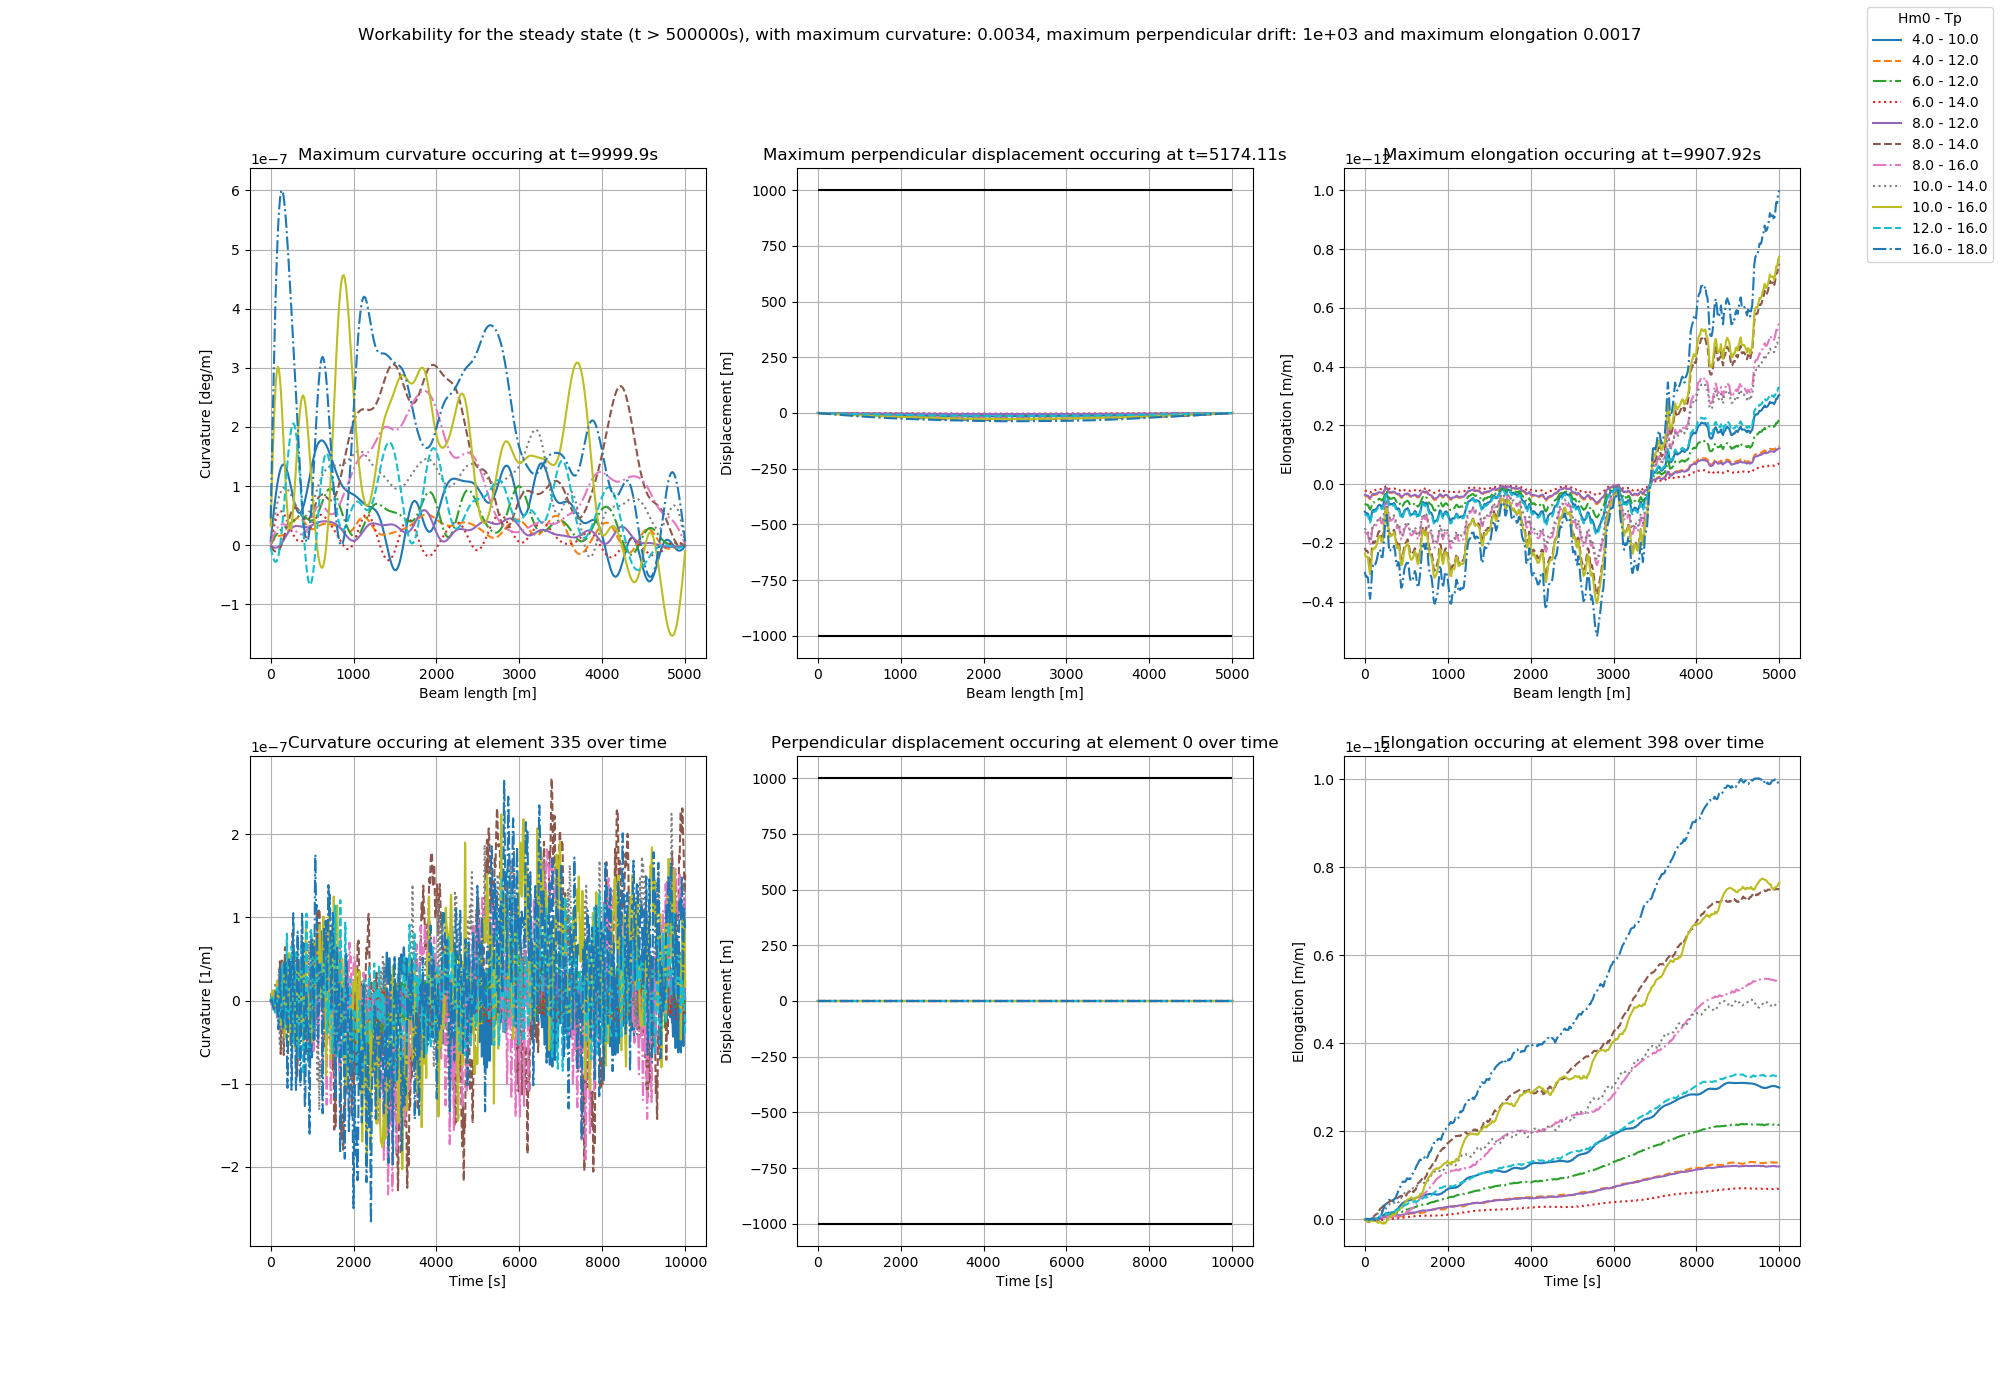 Workability for the steady state (t > 500000s), with maximum curvature: 0.0034, maximum perpendicular drift: 1e+03 and maximum elongation 0.0017
Hm0 - Tp
4.0 - 10.0
4.0 - 12.0
6.0 - 12.0
6.0 - 14.0
8.0 - 12.0
8.0 - 14.0
8.0 - 16.0
10.0 - 14.0
10.0 - 16.0
12.0 - 16.0
16.0 - 18.0
1e−7
Maximum curvature occuring at t=9999.9s
6
5
4
3
2
1
0
−1
Curvature [deg/m]
0 1000 2000 3000 4000 5000
Beam length [m]
Maximum perpendicular displacement occuring at t=5174.11s
1000
750
500
250
0
−250
−500
−750
−1000
Displacement [m]
0 1000 2000 3000 4000 5000
Beam length [m]
1e−12
Maximum elongation occuring at t=9907.92s
1.0
0.8
0.6
0.4
0.2
0.0
−0.2
−0.4
Elongation [m/m]
0 1000 2000 3000 4000 5000
Beam length [m]
1e−7
Curvature occuring at element 335 over time
2
1
0
−1
−2
Curvature [1/m]
0 2000 4000 6000 8000 10000
Time [s]
Perpendicular displacement occuring at element 0 over time
1000
750
500
250
0
−250
−500
−750
−1000
Displacement [m]
0 2000 4000 6000 8000 10000
Time [s]
1e−12
Elongation occuring at element 398 over time
1.0
0.8
0.6
0.4
0.2
0.0
Elongation [m/m]
0 2000 4000 6000 8000 10000
Time [s]